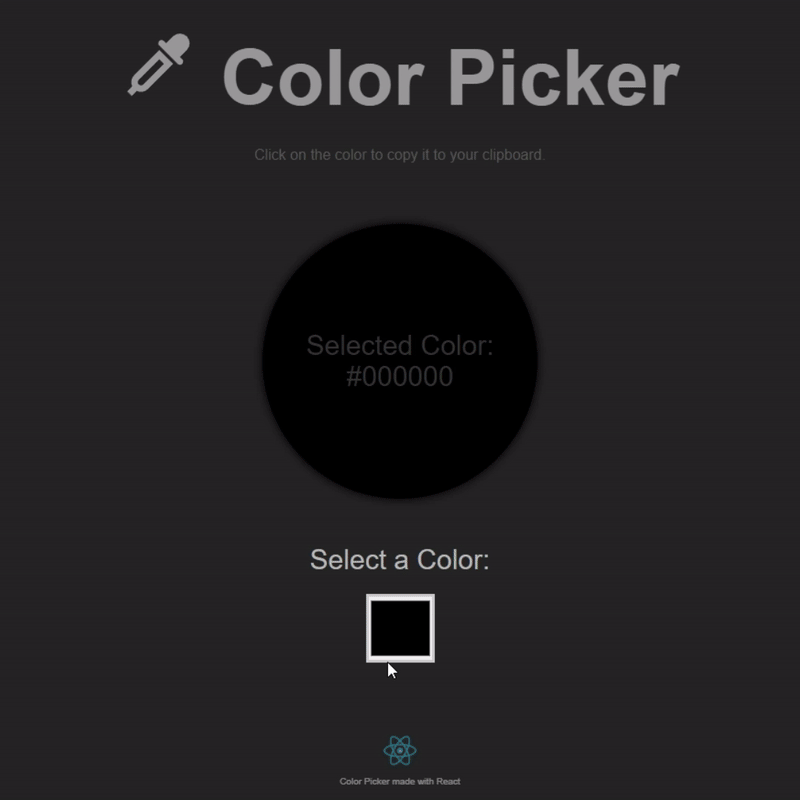 Color Picker
Click on the color to copy it to your clipboard.
Selected Color:
#000000
Select a Color:
Color Picker made with React